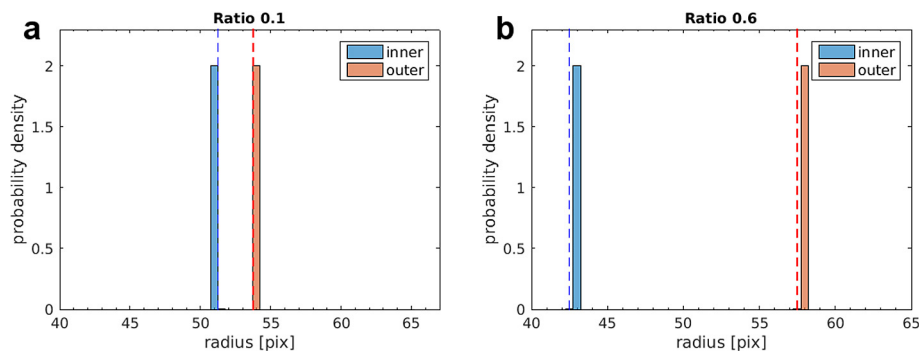 a
Ratio 0.1
inner
outer
probability density
2
1.5
1
0.5
0
40 45 50 55 60 65
radius [pix]
b
Ratio 0.6
inner
outer
probability density
2
1.5
1
0.5
0
40 45 50 55 60 65
radius [pix]